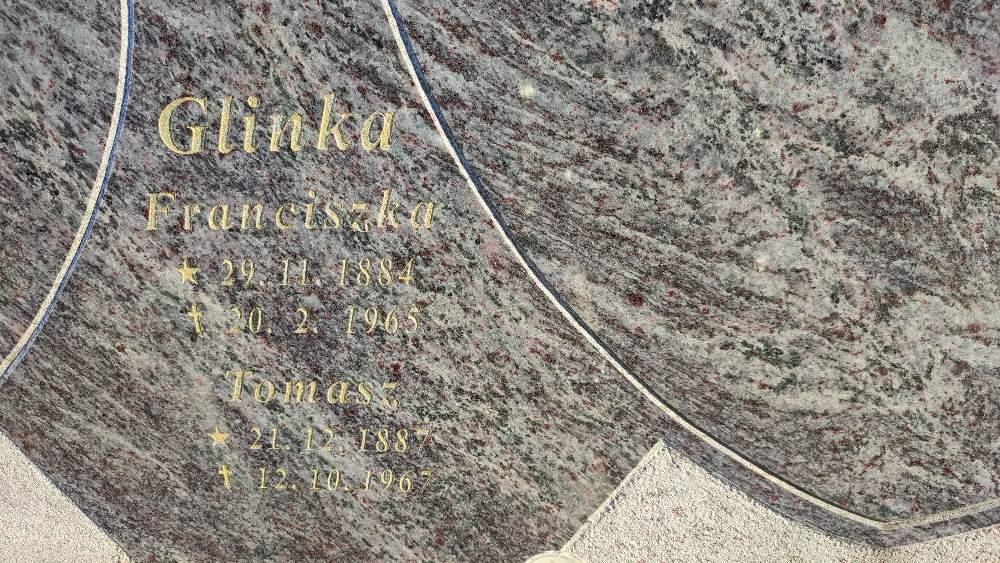 Glinka
Franciszka
★ 29. 11. 1884
✝ 20. 2. 1965
Tomasz
★ 21. 12. 1887
✝ 12. 10. 1967